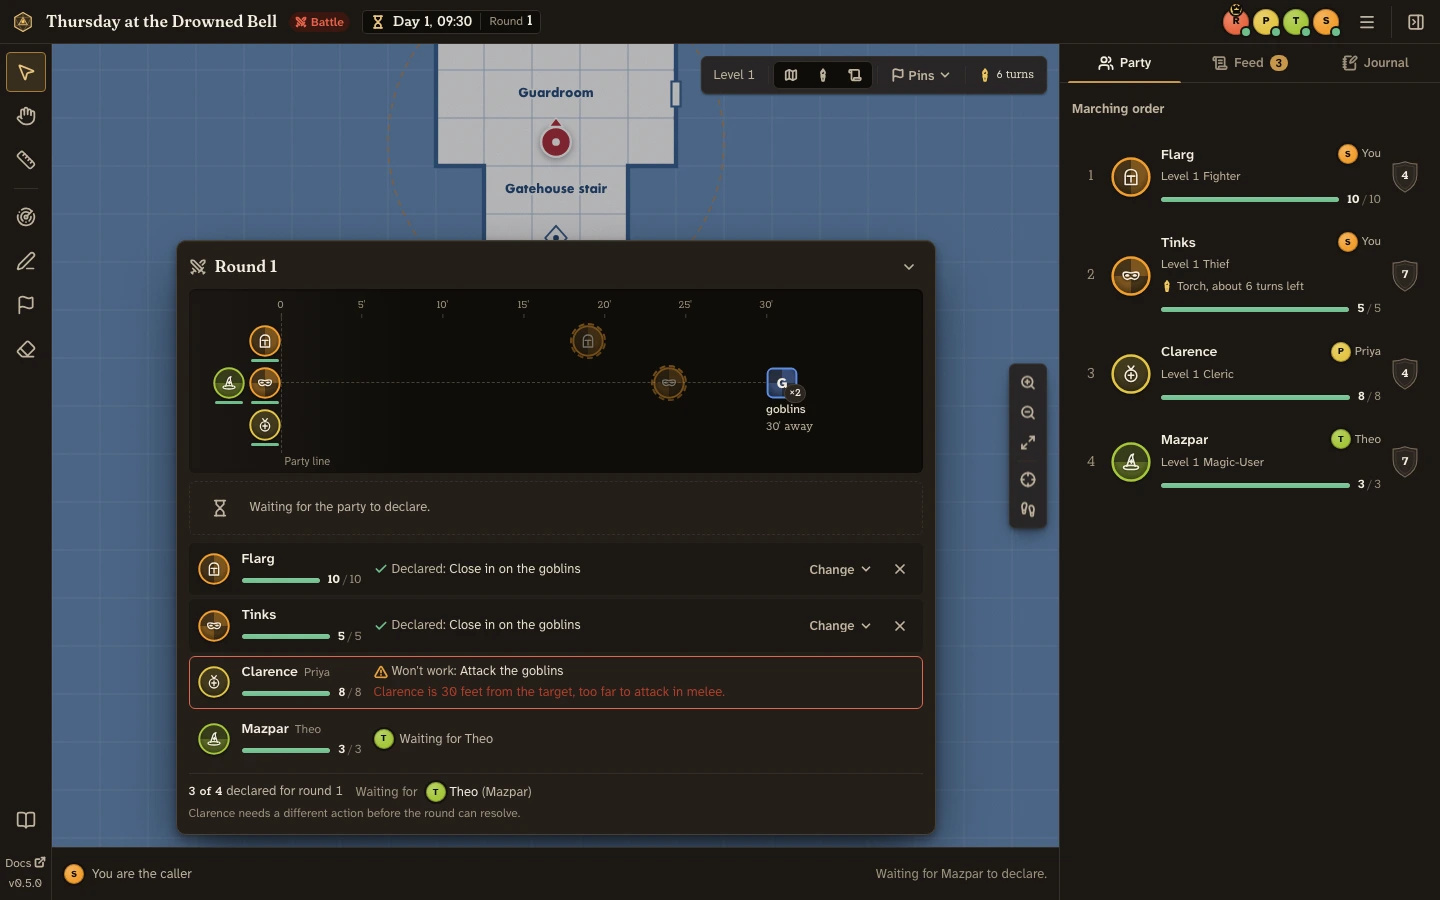 Thursday at the Drowned Bell
Battle
Day 1, 09:30
Round 1
R
P
T
S
Level 1
Pins
6 turns
Party
Feed 3
Journal
Guardroom
Gatehouse stair
Marching order
1
Flarg
S You
Level 1 Fighter
10 / 10
4
2
Tinks
S You
Level 1 Thief
Torch, about 6 turns left
5 / 5
7
3
Clarence
P Priya
Level 1 Cleric
8 / 8
4
4
Mazpar
T Theo
Level 1 Magic-User
3 / 3
7
Round 1
0 5' 10' 15' 20' 25' 30'
G ×2
goblins
30' away
Party line
Waiting for the party to declare.
Flarg
10 / 10
Declared: Close in on the goblins
Change
Tinks
5 / 5
Declared: Close in on the goblins
Change
Clarence Priya
8 / 8
Won't work: Attack the goblins
Clarence is 30 feet from the target, too far to attack in melee.
Mazpar Theo
3 / 3
T Waiting for Theo
3 of 4 declared for round 1 Waiting for T Theo (Mazpar)
Clarence needs a different action before the round can resolve.
Docs
v0.5.0
S You are the caller
Waiting for Mazpar to declare.